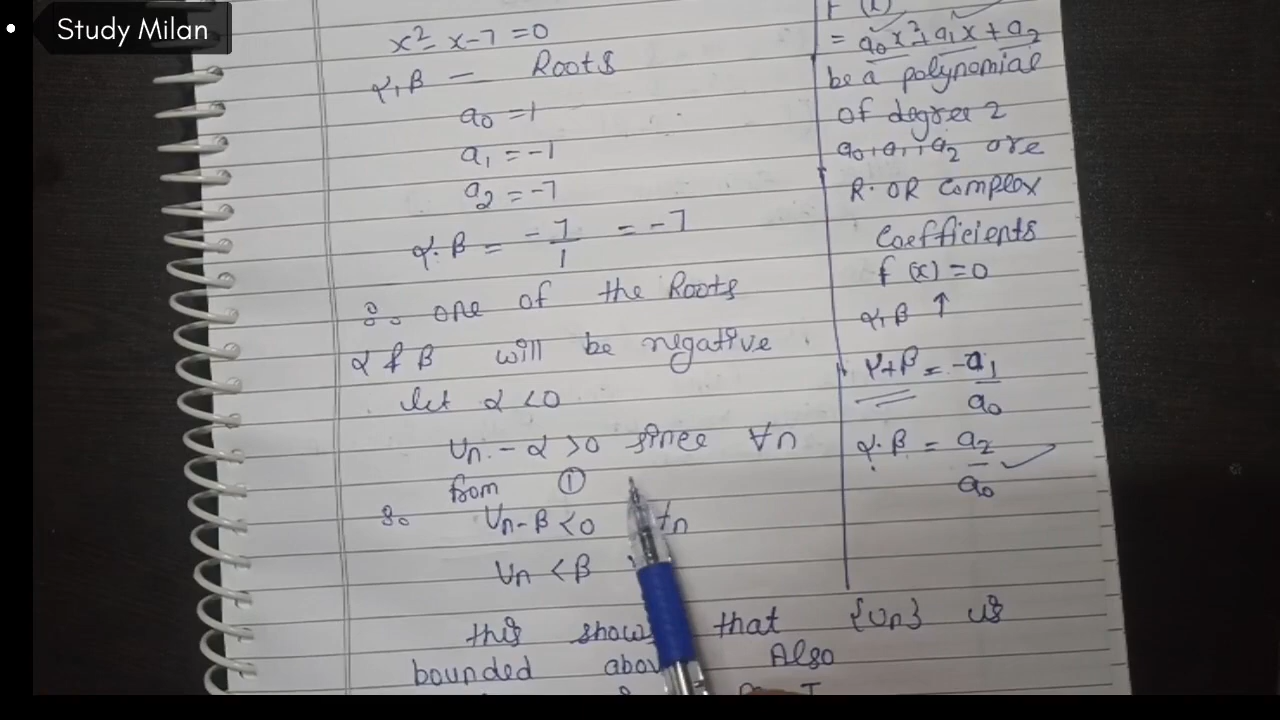 Study Milan
x² - x - 7 = 0
α, β — Roots
a₀ = 1
a₁ = -1
a₂ = -7
α·β = -7/1 = -7
∴ one of the Roots
α & β will be negative
let α < 0
Un - α > 0 since ∀n
from ①
so Un - β < 0 ∀n
Un < β
this shows that {Un} is
bounded above Also
= a₀x² + a₁x + a₂
be a polynomial
of degree 2
a₀, a₁, a₂ are
R. OR Complex
Coefficients
f(x) = 0
α, β ↑
α + β = -a₁/a₀
α·β = a₂/a₀